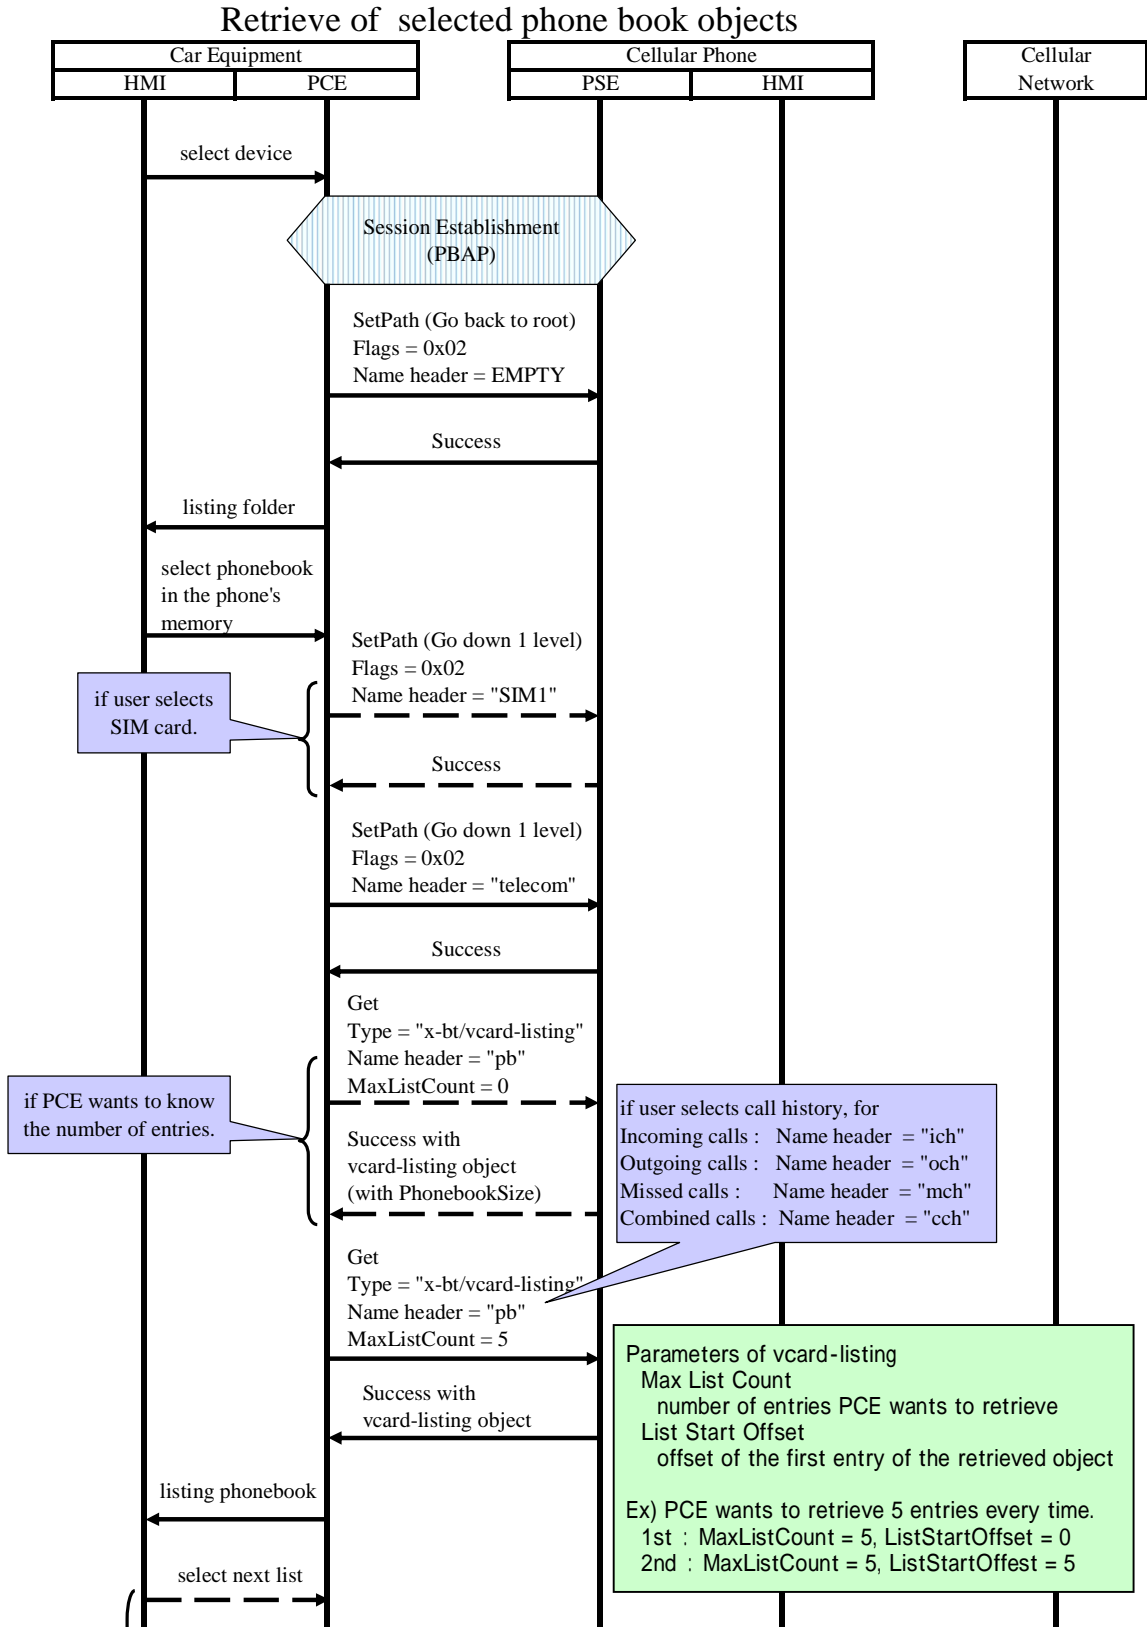 Retrieve of selected phone book objects
Car Equipment
HMI
PCE
Cellular Phone
PSE
HMI
Cellular
Network
select device
Session Establishment
(PBAP)
SetPath (Go back to root)
Flags = 0x02
Name header = EMPTY
Success
listing folder
select phonebook
in the phone's
memory
SetPath (Go down 1 level)
Flags = 0x02
Name header = "SIM1"
if user selects
SIM card.
Success
SetPath (Go down 1 level)
Flags = 0x02
Name header = "telecom"
Success
Get
Type = "x-bt/vcard-listing"
Name header = "pb"
MaxListCount = 0
if PCE wants to know
the number of entries.
Success with
vcard-listing object
(with PhonebookSize)
if user selects call history, for
Incoming calls : Name header = "ich"
Outgoing calls : Name header = "och"
Missed calls : Name header = "mch"
Combined calls : Name header = "cch"
Get
Type = "x-bt/vcard-listing"
Name header = "pb"
MaxListCount = 5
Success with
vcard-listing object
Parameters of vcard-listing
Max List Count
number of entries PCE wants to retrieve
List Start Offset
offset of the first entry of the retrieved object
Ex) PCE wants to retrieve 5 entries every time.
1st : MaxListCount = 5, ListStartOffset = 0
2nd : MaxListCount = 5, ListStartOffest = 5
listing phonebook
select next list